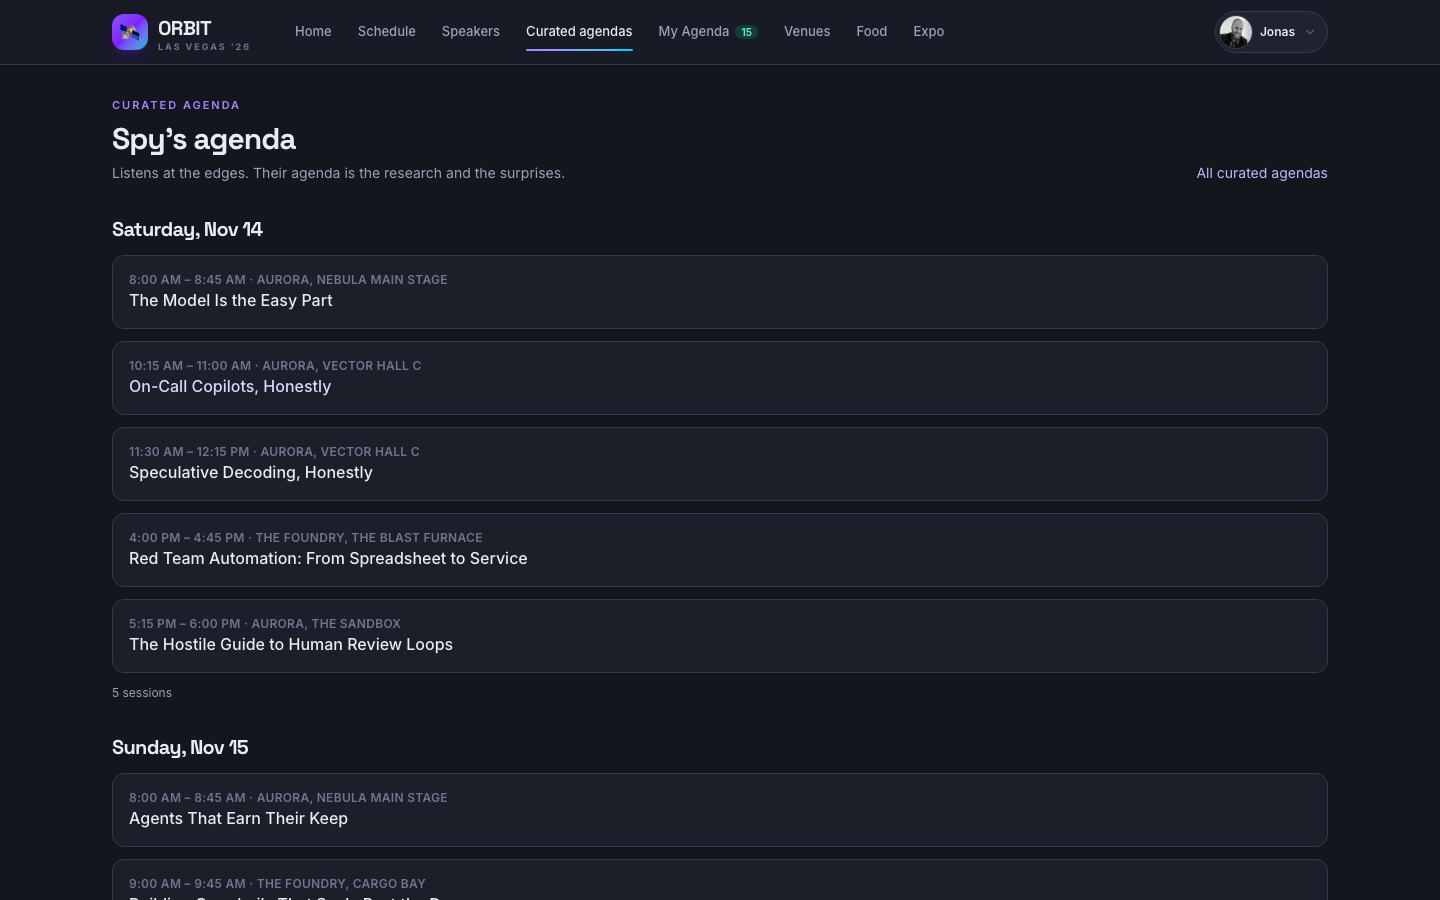 ORBIT
LAS VEGAS '26
Home
Schedule
Speakers
Curated agendas
My Agenda 15
Venues
Food
Expo
Jonas
CURATED AGENDA
Spy's agenda
Listens at the edges. Their agenda is the research and the surprises.
All curated agendas
Saturday, Nov 14
8:00 AM – 8:45 AM · AURORA, NEBULA MAIN STAGE
The Model Is the Easy Part
10:15 AM – 11:00 AM · AURORA, VECTOR HALL C
On-Call Copilots, Honestly
11:30 AM – 12:15 PM · AURORA, VECTOR HALL C
Speculative Decoding, Honestly
4:00 PM – 4:45 PM · THE FOUNDRY, THE BLAST FURNACE
Red Team Automation: From Spreadsheet to Service
5:15 PM – 6:00 PM · AURORA, THE SANDBOX
The Hostile Guide to Human Review Loops
5 sessions
Sunday, Nov 15
8:00 AM – 8:45 AM · AURORA, NEBULA MAIN STAGE
Agents That Earn Their Keep
9:00 AM – 9:45 AM · THE FOUNDRY, CARGO BAY